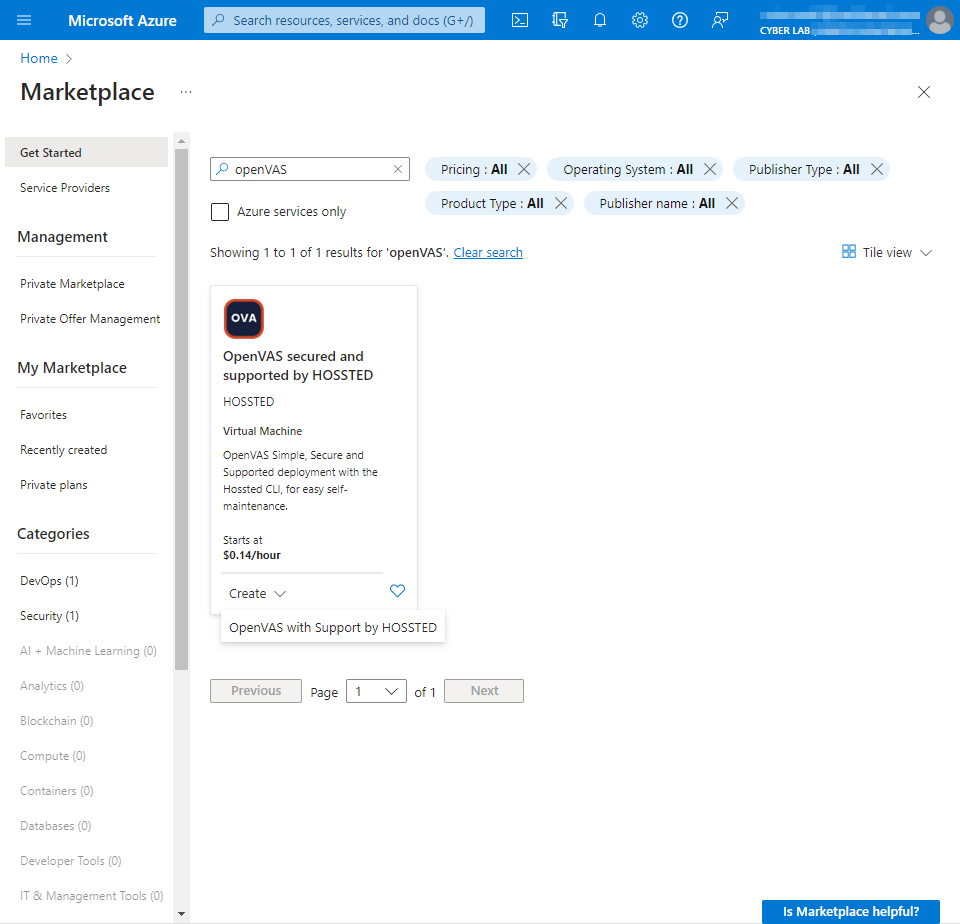 Microsoft Azure
Search resources, services, and docs (G+/)
CYBER LAB
Home
Marketplace
...
Get Started
Service Providers
Management
Private Marketplace
Private Offer Management
My Marketplace
Favorites
Recently created
Private plans
Categories
DevOps (1)
Security (1)
AI + Machine Learning (0)
Analytics (0)
Blockchain (0)
Compute (0)
Containers (0)
Databases (0)
Developer Tools (0)
IT & Management Tools (0)
openVAS
Pricing : All
Operating System : All
Publisher Type : All
Product Type : All
Publisher name : All
Azure services only
Showing 1 to 1 of 1 results for 'openVAS'. Clear search
Tile view
OVA
OpenVAS secured and
supported by HOSSTED
HOSSTED
Virtual Machine
OpenVAS Simple, Secure and
Supported deployment with the
Hossted CLI, for easy self-
maintenance.
Starts at
$0.14/hour
Create
OpenVAS with Support by HOSSTED
Previous
Page 1 of 1
Next
Is Marketplace helpful?